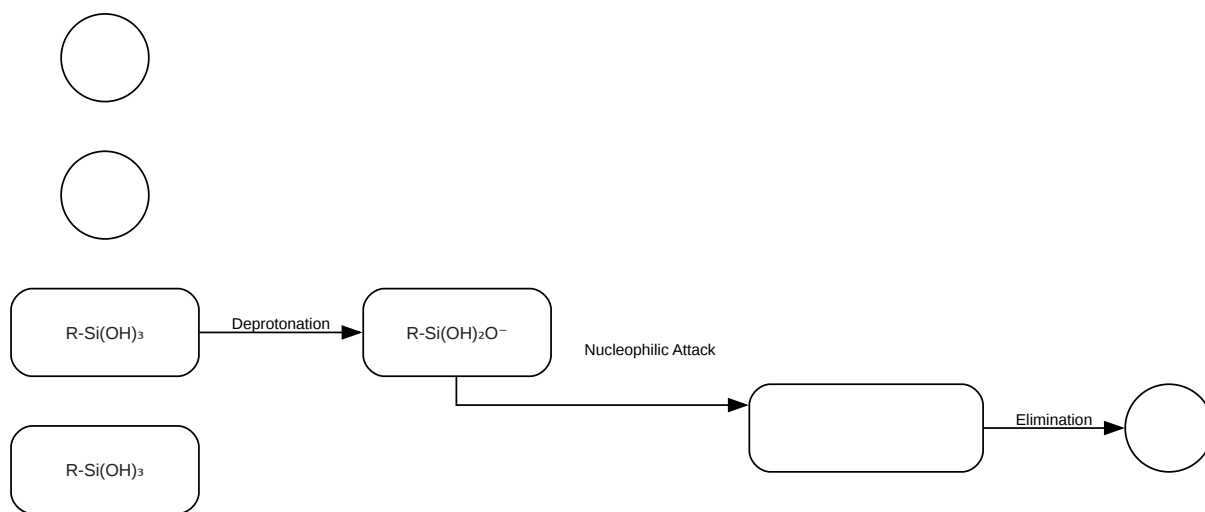 R-Si(OH)₃
Deprotonation
R-Si(OH)₂O⁻
Nucleophilic Attack
Elimination
R-Si(OH)₃